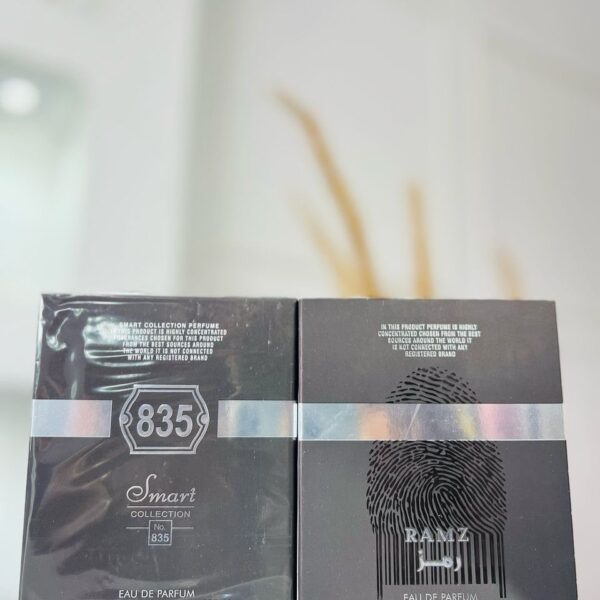 SMART COLLECTION PERFUME
IN THIS PRODUCT IS HIGHLY CONCENTRATED
FRAGRANCES CHOSEN FOR THIS PRODUCT
FROM THE BEST SOURCES AROUND
THE WORLD IT IS NOT CONNECTED
WITH ANY REGISTERED BRAND
835
Smart
COLLECTION
No.
835
EAU DE PARFUM
IN THIS PRODUCT PERFUME IS HIGHLY
CONCENTRATED CHOSEN FROM THE BEST
SOURCES AROUND THE WORLD IT
IS NOT CONNECTED WITH ANY
REGISTERED BRAND
RAMZ
رمز
EAU DE PARFUM